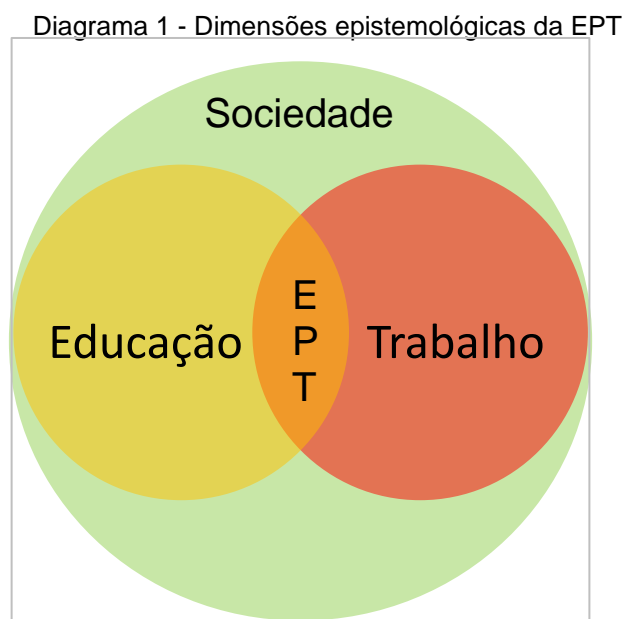 Diagrama 1 - Dimensões epistemológicas da EPT
Sociedade
Educação
E
P
T
Trabalho